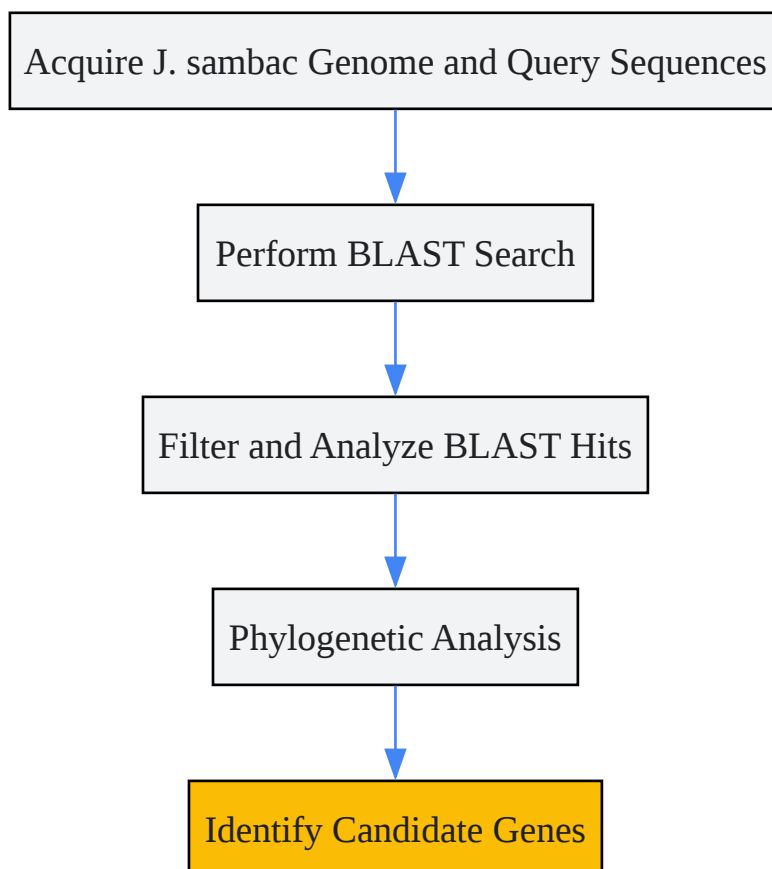 Acquire J. sambac Genome and Query Sequences
Perform BLAST Search
Filter and Analyze BLAST Hits
Phylogenetic Analysis
Identify Candidate Genes